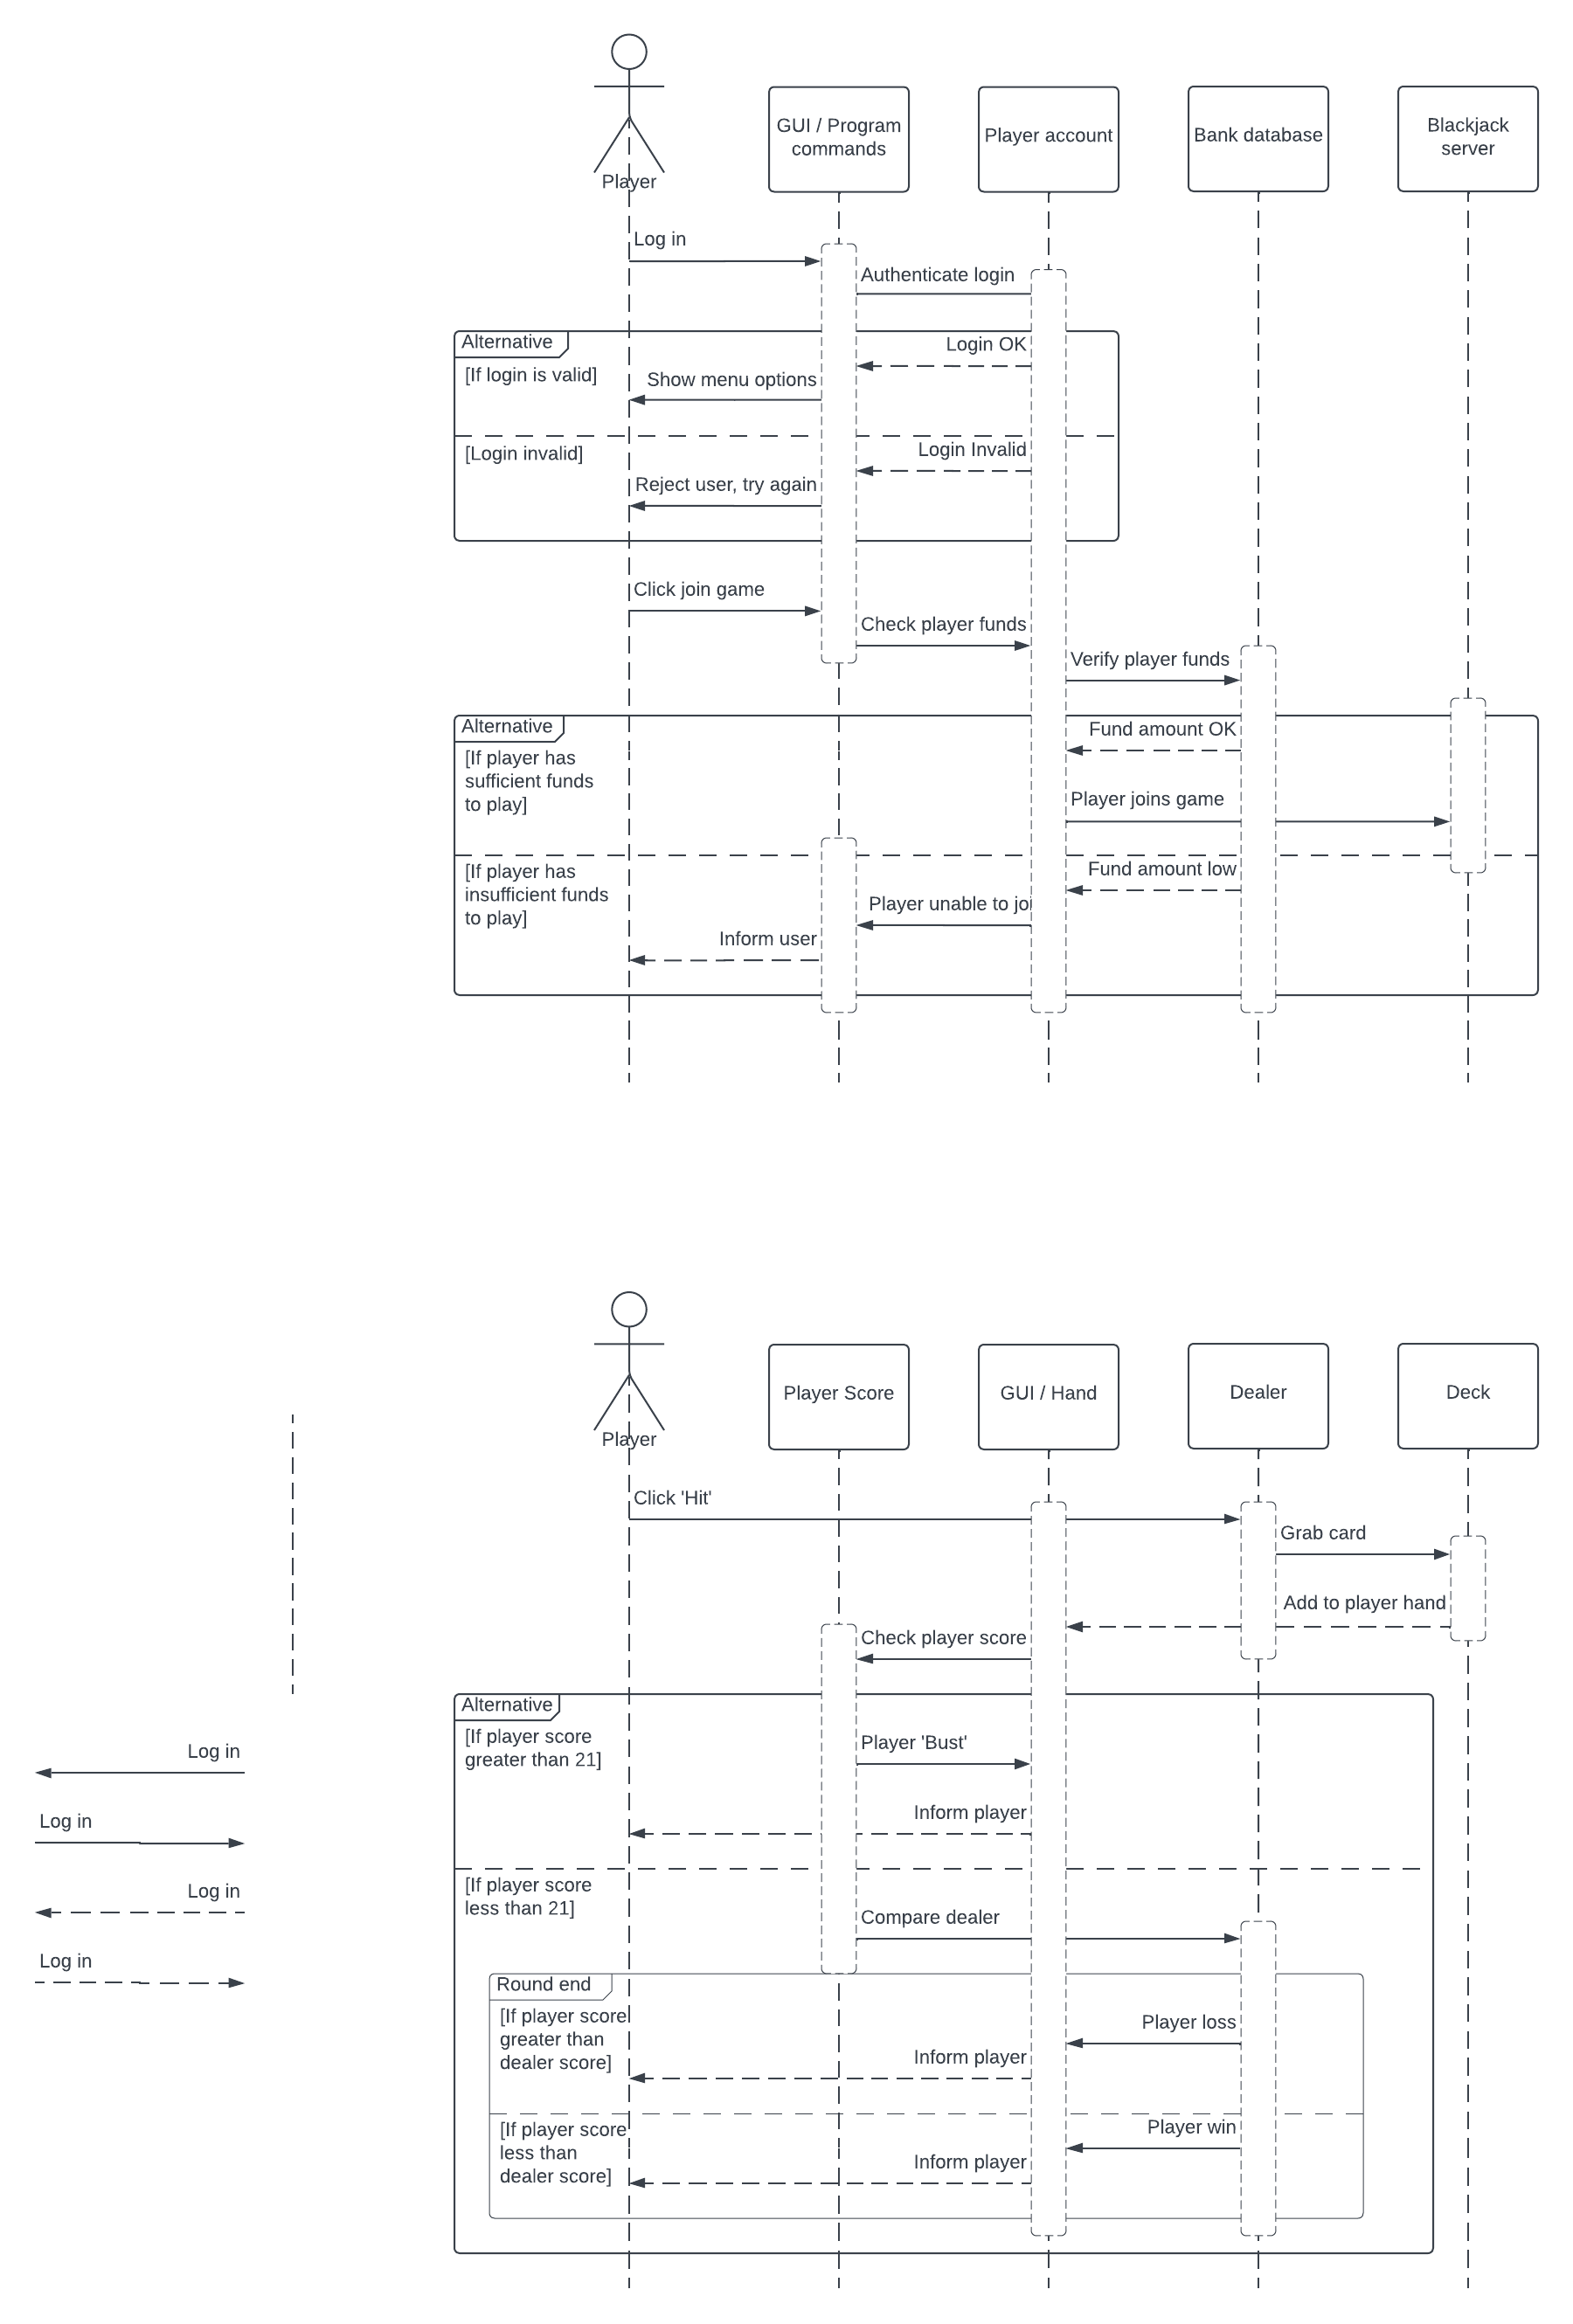 Player
GUI / Program
commands
Player account
Bank database
Blackjack
server
Log in
Authenticate login
Alternative
Login OK
[If login is valid]
Show menu options
[Login invalid]
Login Invalid
Reject user, try again
Click join game
Check player funds
Verify player funds
Alternative
Fund amount OK
[If player has
sufficient funds
to play]
Player joins game
[If player has
insufficient funds
to play]
Fund amount low
Player unable to joi
Inform user
Player
Player Score
GUI / Hand
Dealer
Deck
Click 'Hit'
Grab card
Add to player hand
Check player score
Alternative
[If player score
greater than 21]
Player 'Bust'
Log in
Inform player
Log in
[If player score
less than 21]
Log in
Compare dealer
Log in
Round end
[If player score
greater than
dealer score]
Player loss
Inform player
[If player score
less than
dealer score]
Player win
Inform player